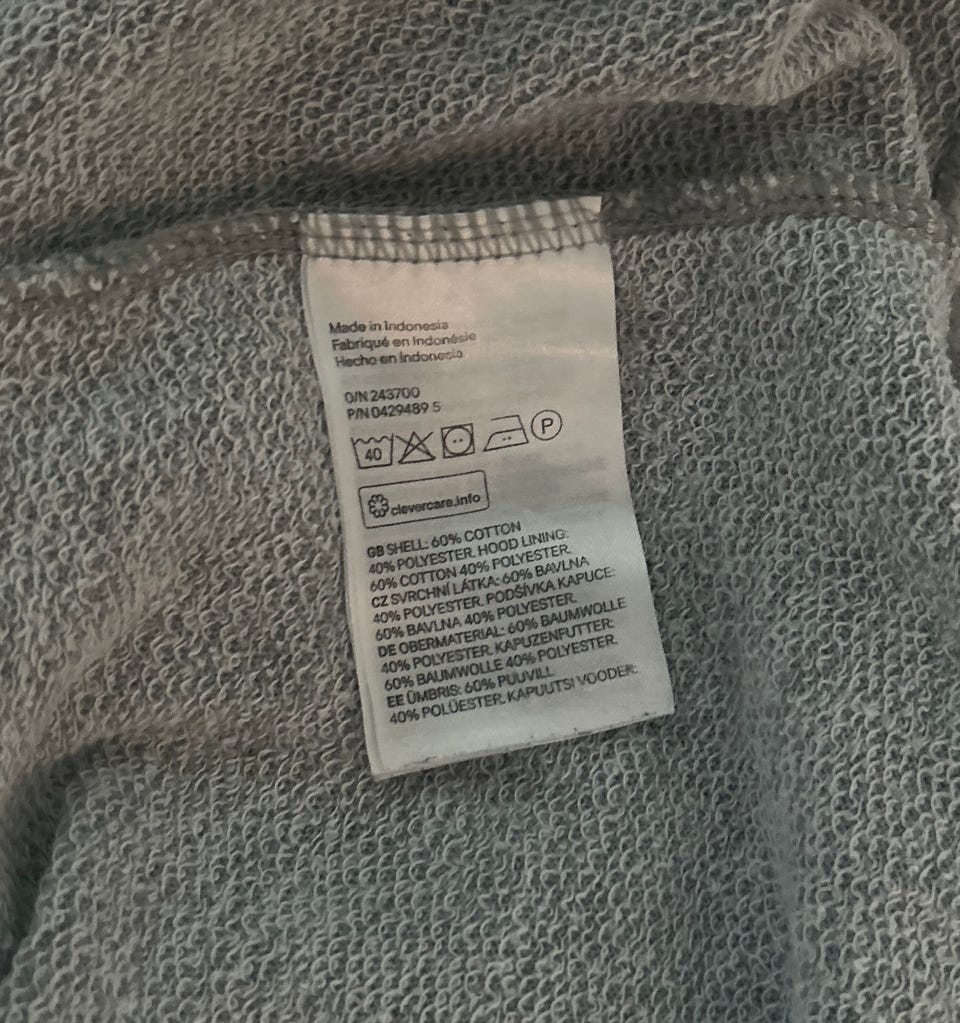 Made in Indonesia
Fabriqué en Indonésie
Hecho en Indonesia
O/N 243700
P/N 0429489 5
40 P
clevercare.info
GB SHELL: 60% COTTON
40% POLYESTER. HOOD LINING:
60% COTTON 40% POLYESTER.
CZ SVRCHNÍ LÁTKA: 60% BAVLNA
40% POLYESTER. PODŠÍVKA KAPUCE:
60% BAVLNA 40% POLYESTER.
DE OBERMATERIAL: 60% BAUMWOLLE
40% POLYESTER. KAPUZENFUTTER:
60% BAUMWOLLE 40% POLYESTER.
EE ÜMBRIS: 60% PUUVILL
40% POLÜESTER. KAPUUTSI VOODER: